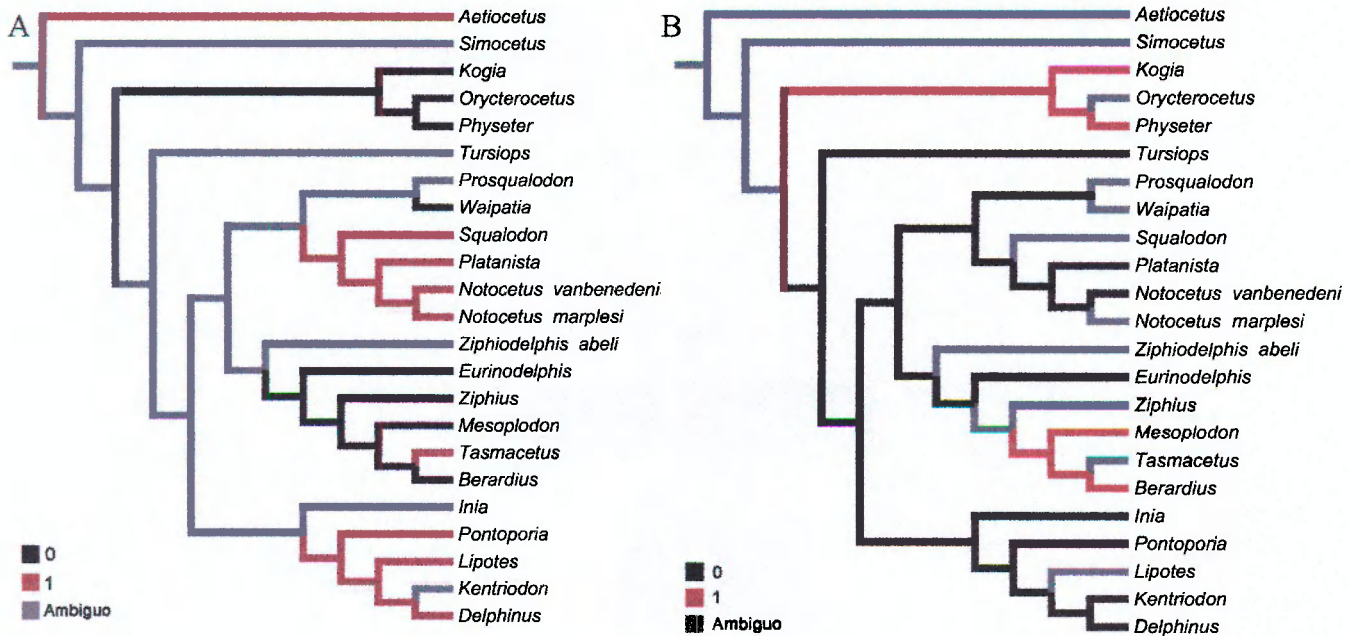 A
Aetiocetus
Simocetus
Kogia
Orycterocetus
Physeter
Tursiops
Prosqualodon
Waipatia
Squalodon
Platanista
Notocetus vanbenedeni
Notocetus marplesi
Ziphiodelphis abeli
Eurinodelphis
Ziphius
Mesoplodon
Tasmacetus
Berardius
Inia
Pontoporia
Lipotes
Kentriodon
Delphinus
0
1
Ambiguo
B
Aetiocetus
Simocetus
Kogia
Orycterocetus
Physeter
Tursiops
Prosqualodon
Waipatia
Squalodon
Platanista
Notocetus vanbenedeni
Notocetus marplesi
Ziphiodelphis abeli
Eurinodelphis
Ziphius
Mesoplodon
Tasmacetus
Berardius
Inia
Pontoporia
Lipotes
Kentriodon
Delphinus
0
1
Ambiguo